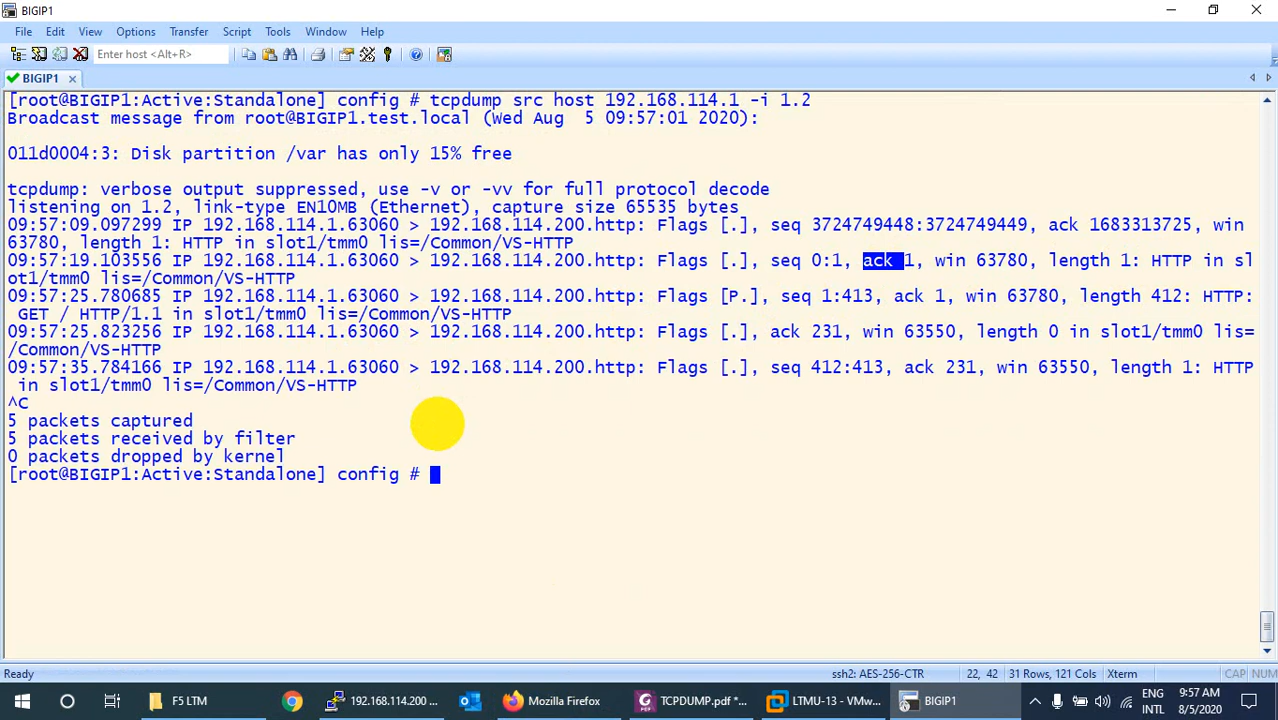 BIGIP1
File Edit View Options Transfer Script Tools Window Help
Enter host <Alt+R>
BIGIP1
[root@BIGIP1:Active:Standalone] config # tcpdump src host 192.168.114.1 -i 1.2
Broadcast message from root@BIGIP1.test.local (Wed Aug  5 09:57:01 2020):
011d0004:3: Disk partition /var has only 15% free
tcpdump: verbose output suppressed, use -v or -vv for full protocol decode
listening on 1.2, link-type EN10MB (Ethernet), capture size 65535 bytes
09:57:09.097299 IP 192.168.114.1.63060 > 192.168.114.200.http: Flags [.], seq 3724749448:3724749449, ack 1683313725, win
63780, length 1: HTTP in slot1/tmm0 lis=/Common/VS-HTTP
09:57:19.103556 IP 192.168.114.1.63060 > 192.168.114.200.http: Flags [.], seq 0:1, ack 1, win 63780, length 1: HTTP in sl
ot1/tmm0 lis=/Common/VS-HTTP
09:57:25.780685 IP 192.168.114.1.63060 > 192.168.114.200.http: Flags [P.], seq 1:413, ack 1, win 63780, length 412: HTTP:
GET / HTTP/1.1 in slot1/tmm0 lis=/Common/VS-HTTP
09:57:25.823256 IP 192.168.114.1.63060 > 192.168.114.200.http: Flags [.], ack 231, win 63550, length 0 in slot1/tmm0 lis=
/Common/VS-HTTP
09:57:35.784166 IP 192.168.114.1.63060 > 192.168.114.200.http: Flags [.], seq 412:413, ack 231, win 63550, length 1: HTTP
in slot1/tmm0 lis=/Common/VS-HTTP
^C
5 packets captured
5 packets received by filter
0 packets dropped by kernel
[root@BIGIP1:Active:Standalone] config #
Ready ssh2: AES-256-CTR 22, 42 31 Rows, 121 Cols Xterm CAP NUM
F5 LTM 192.168.114.200 ... Mozilla Firefox TCPDUMP.pdf *... LTMU-13 - VMw... BIGIP1 ENG INTL 9:57 AM 8/5/2020